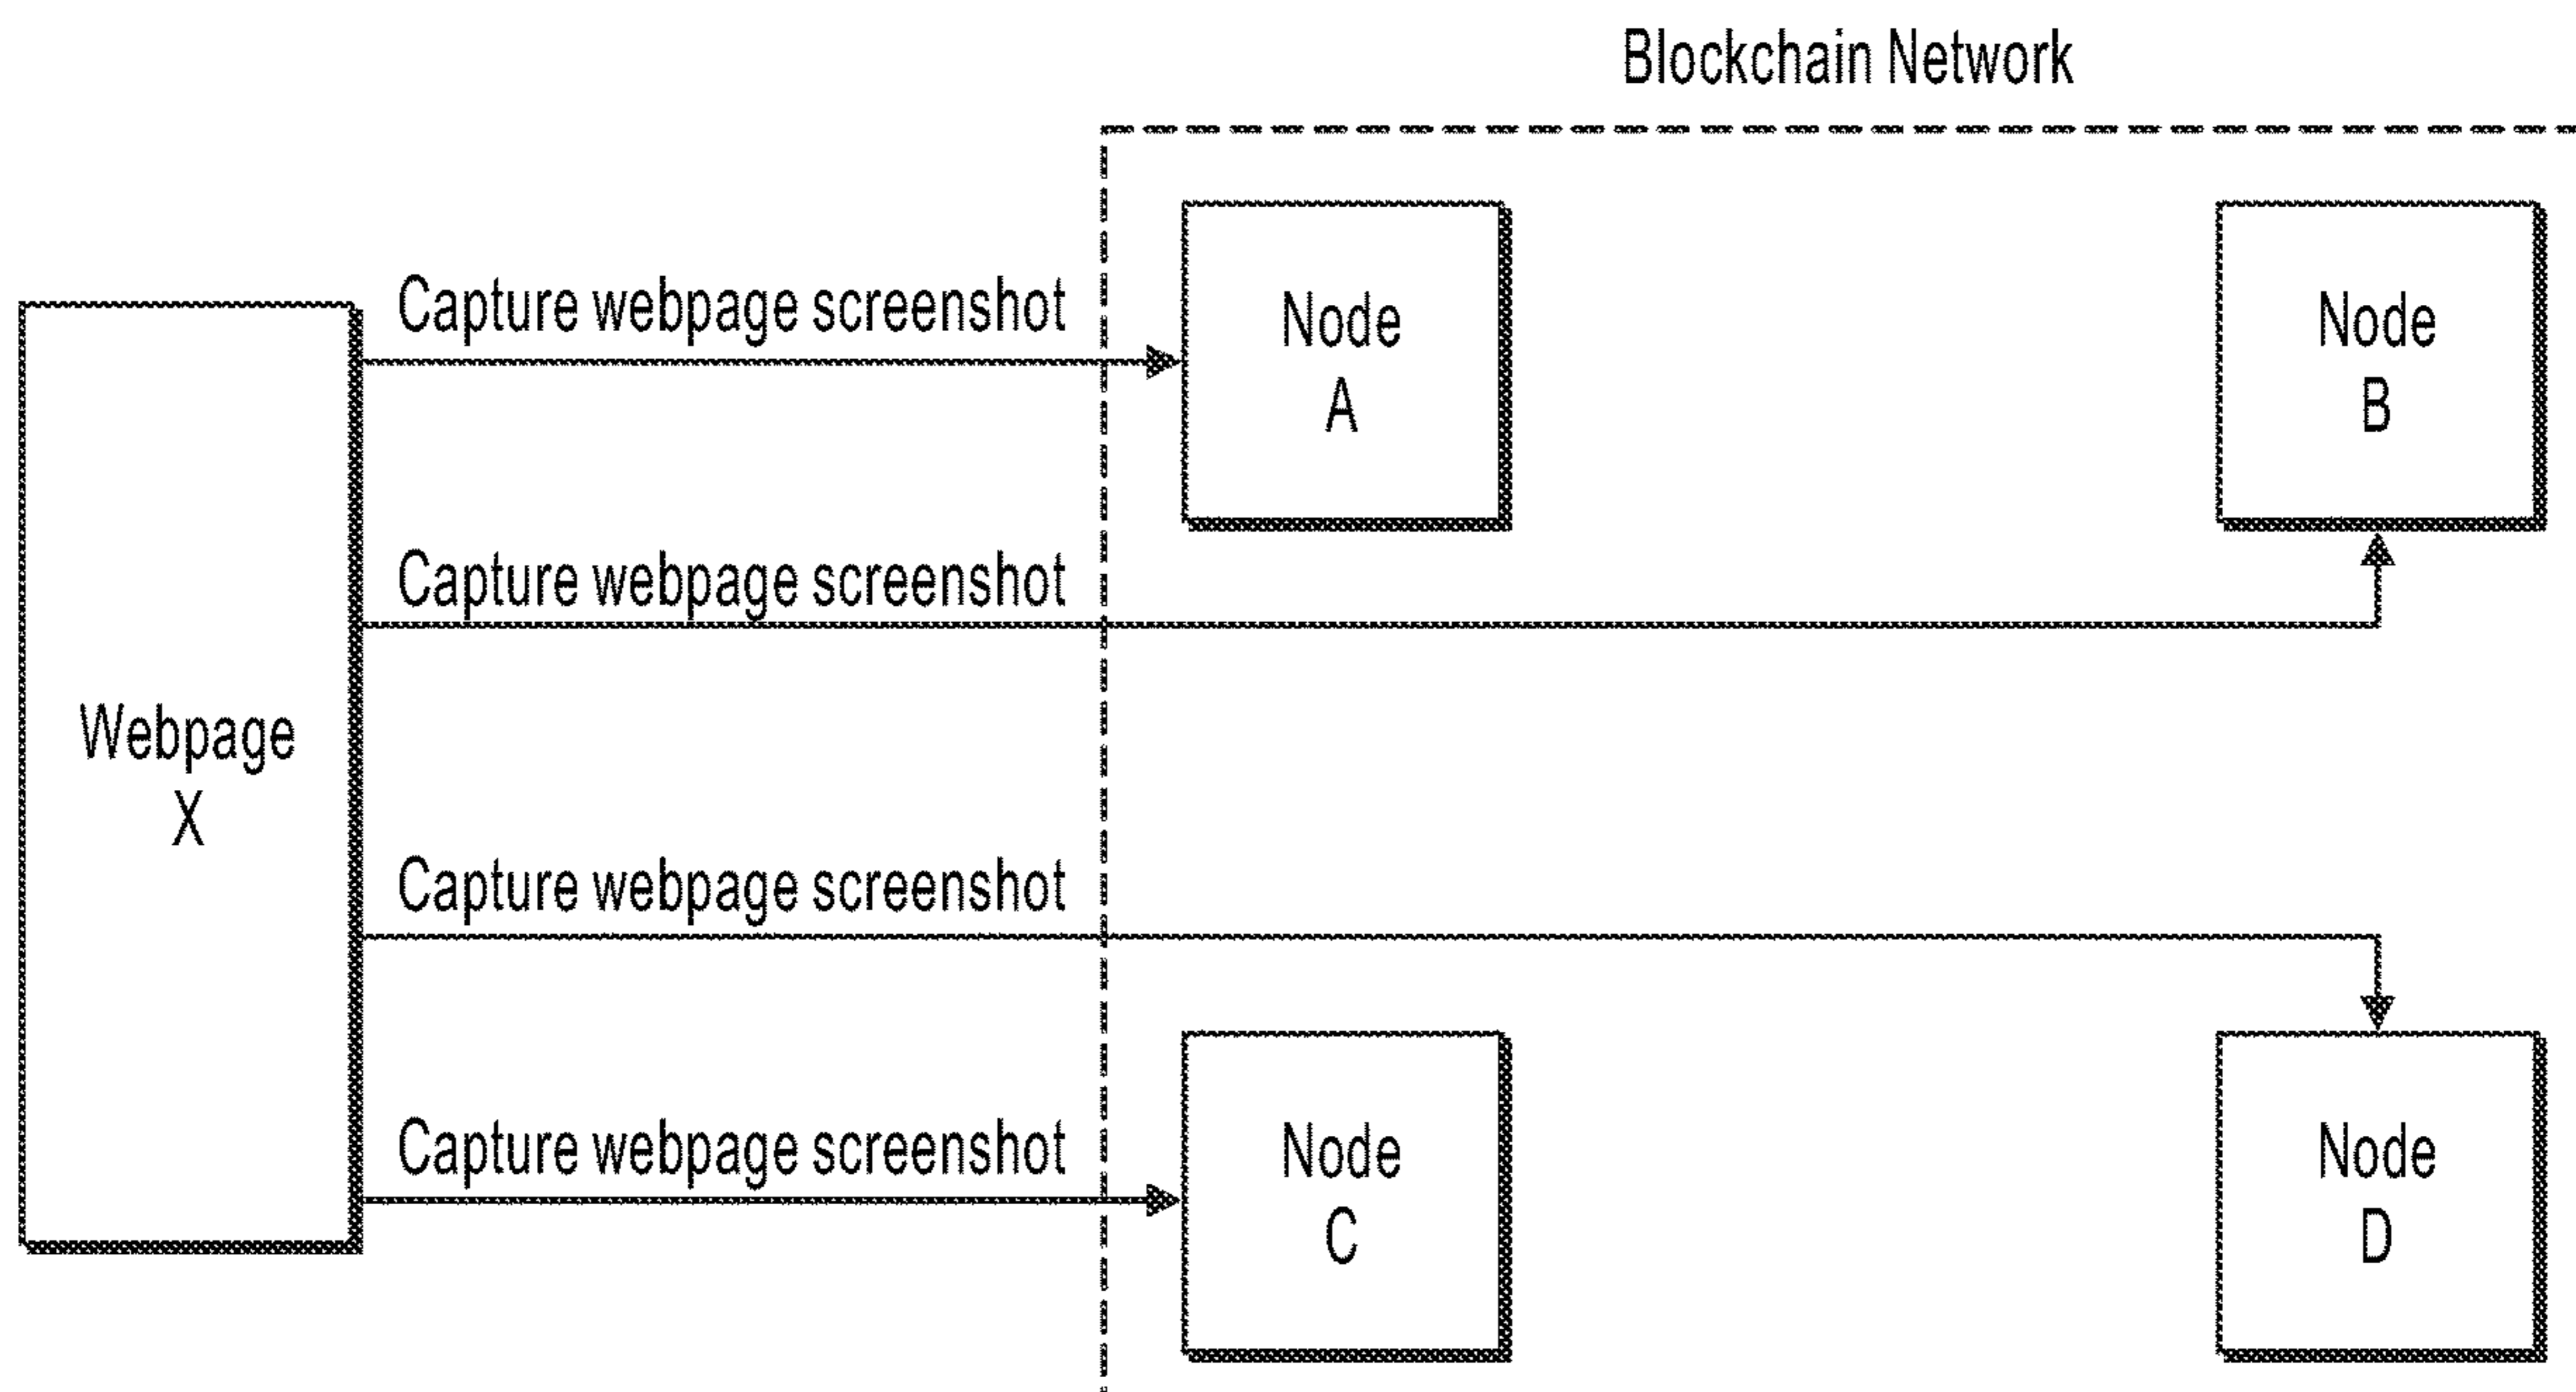 Blockchain Network
Capture webpage screenshot
Node
A
Node
B
Capture webpage screenshot
Webpage
X
Capture webpage screenshot
Capture webpage screenshot
Node
C
Node
D